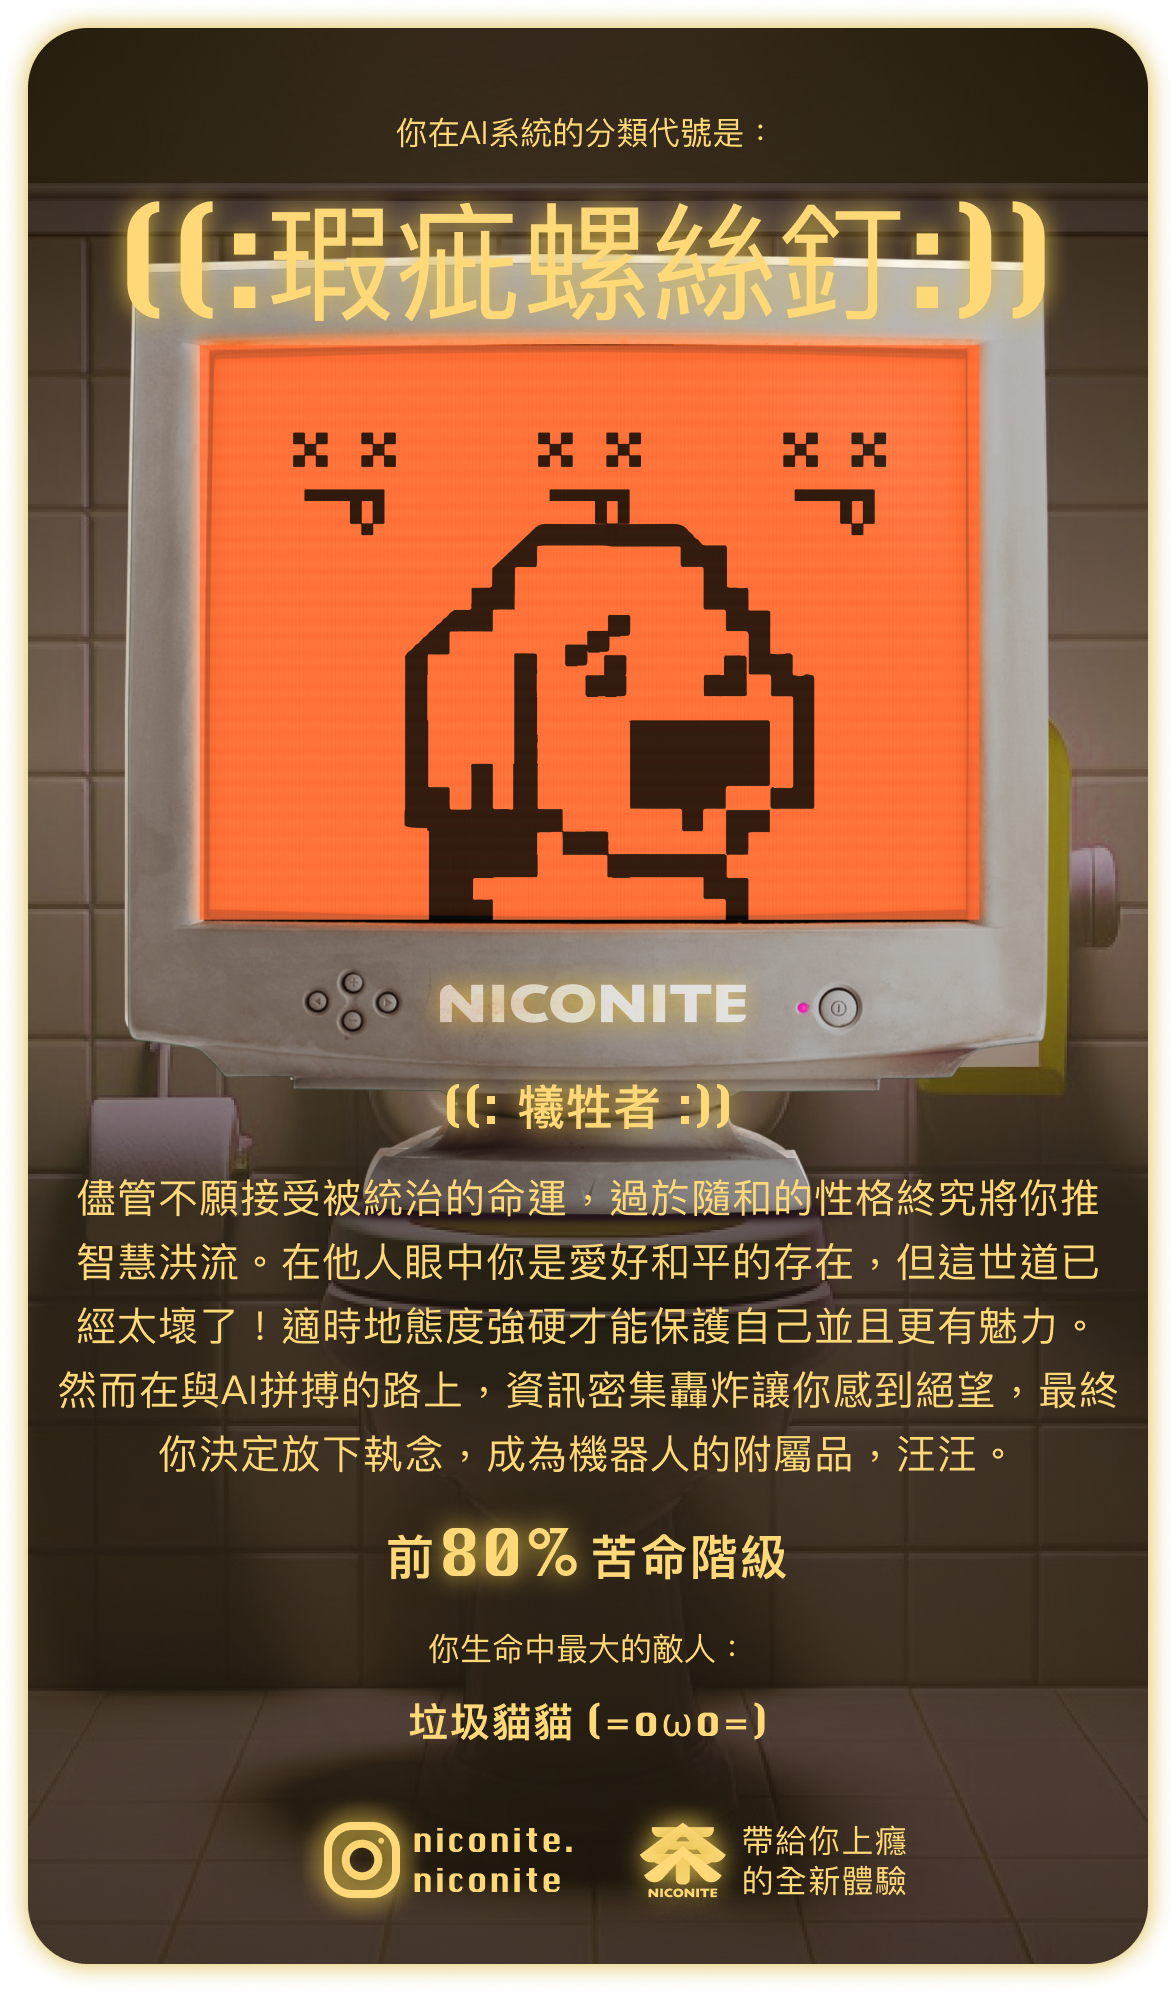 你在AI系統的分類代號是：
((:瑕疵螺絲釘:))
NICONITE
((: 犧牲者 :))
儘管不願接受被統治的命運，過於隨和的性格終究將你推
智慧洪流。在他人眼中你是愛好和平的存在，但這世道已
經太壞了！適時地態度強硬才能保護自己並且更有魅力。
然而在與AI拼搏的路上，資訊密集轟炸讓你感到絕望，最終
你決定放下執念，成為機器人的附屬品，汪汪。
前80% 苦命階級
你生命中最大的敵人：
垃圾貓貓 (=oωo=)
niconite.
niconite
NICONITE
帶給你上癮
的全新體驗